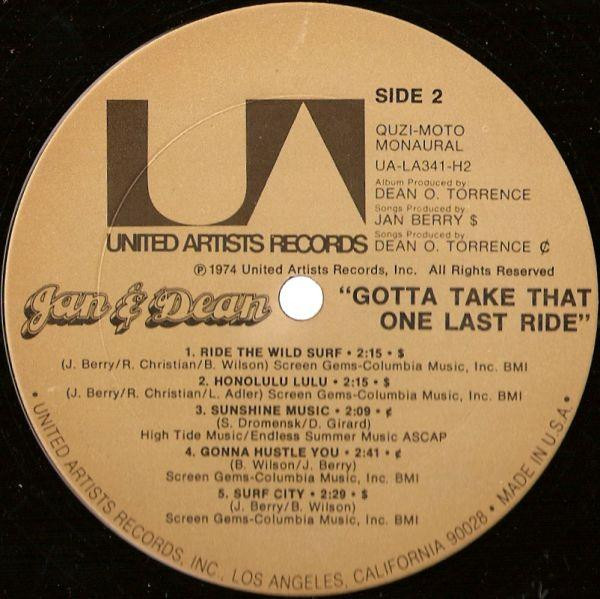 SIDE 2
QUZI-MOTO
MONAURAL
UA-LA341-H2
Album Produced by
DEAN O. TORRENCE
Songs Produced by
JAN BERRY $
Songs Produced by
DEAN O. TORRENCE ¢
UA
UNITED ARTISTS RECORDS
℗ 1974 United Artists Records, Inc. All Rights Reserved
Jan & Dean
"GOTTA TAKE THAT
ONE LAST RIDE"
1. RIDE THE WILD SURF • 2:15 • $
(J. Berry/R. Christian/B. Wilson) Screen Gems-Columbia Music, Inc. BMI
2. HONOLULU LULU • 2:15 • $
(J. Berry/R. Christian/L. Adler) Screen Gems-Columbia Music, Inc. BMI
3. SUNSHINE MUSIC • 2:09 • ¢
(S. Dromensk/D. Girard)
High Tide Music/Endless Summer Music ASCAP
4. GONNA HUSTLE YOU • 2:41 • ¢
(B. Wilson/J. Berry)
Screen Gems-Columbia Music, Inc. BMI
5. SURF CITY • 2:29 • $
(J. Berry/B. Wilson)
Screen Gems-Columbia Music, Inc. BMI
• UNITED ARTISTS RECORDS, INC., LOS ANGELES, CALIFORNIA 90028 • MADE IN U.S.A. •